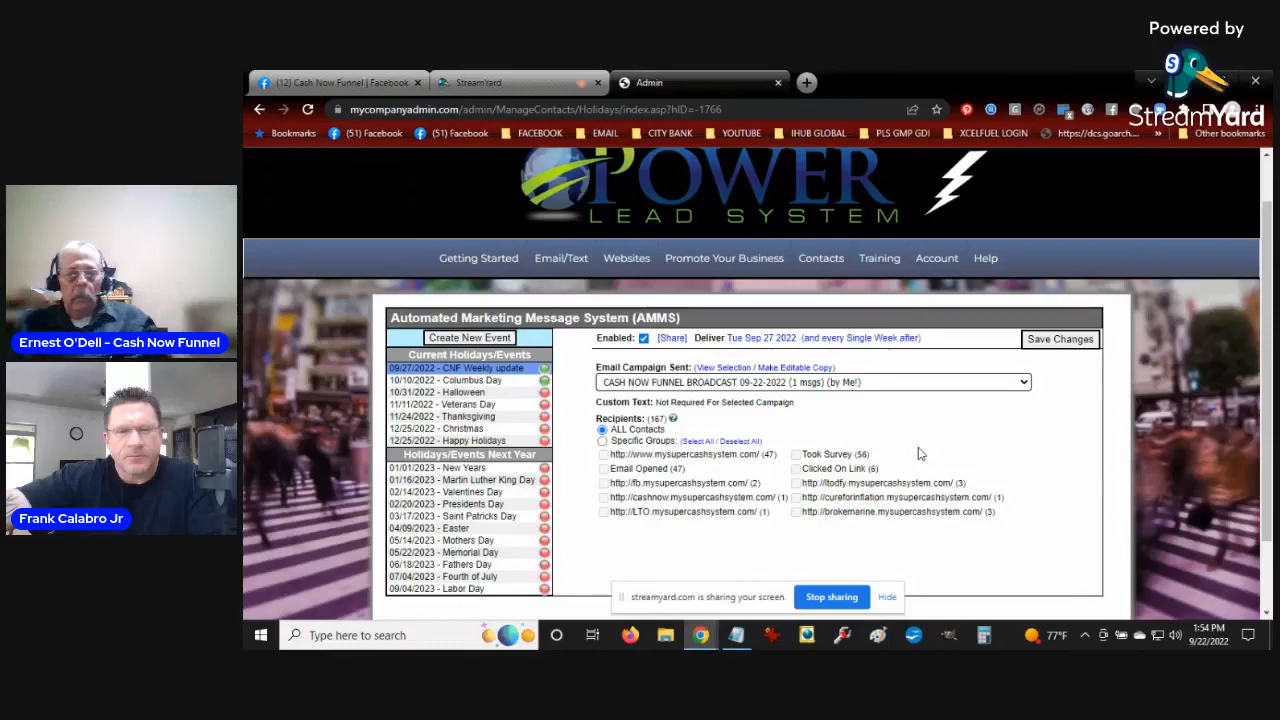 Powered by
StreamYard
(12) Cash Now Funnel | Facebook
StreamYard
Admin
mycompanyadmin.com/admin/ManageContacts/Holidays/index.asp?hID=-1766
Bookmarks
(51) Facebook
(51) Facebook
FACEBOOK
EMAIL
CITY BANK
YOUTUBE
IHUB GLOBAL
PLS GMP GDI
XCELFUEL LOGIN
https://dcs.goarch...
»
Other bookmarks
POWER
LEAD SYSTEM
Getting Started
Email/Text
Websites
Promote Your Business
Contacts
Training
Account
Help
Automated Marketing Message System (AMMS)
Create New Event
Current Holidays/Events
09/27/2022 - CNF Weekly update
10/10/2022 - Columbus Day
10/31/2022 - Halloween
11/11/2022 - Veterans Day
11/24/2022 - Thanksgiving
12/25/2022 - Christmas
12/25/2022 - Happy Holidays
Holidays/Events Next Year
01/01/2023 - New Years
01/16/2023 - Martin Luther King Day
02/14/2023 - Valentines Day
02/20/2023 - Presidents Day
03/17/2023 - Saint Patricks Day
04/09/2023 - Easter
05/14/2023 - Mothers Day
05/22/2023 - Memorial Day
06/18/2023 - Fathers Day
07/04/2023 - Fourth of July
09/04/2023 - Labor Day
Enabled: [Share] Deliver Tue Sep 27 2022 (and every Single Week after)
Save Changes
Email Campaign Sent: (View Selection / Make Editable Copy)
CASH NOW FUNNEL BROADCAST 09-22-2022 (1 msgs) (by Me!)
Custom Text: Not Required For Selected Campaign
Recipients: (167)
ALL Contacts
Specific Groups: (Select All / Deselect All)
http://www.mysupercashsystem.com/ (47)
Took Survey (56)
Email Opened (47)
Clicked On Link (6)
http://fb.mysupercashsystem.com/ (2)
http://ltodfy.mysupercashsystem.com/ (3)
http://cashnow.mysupercashsystem.com/ (1)
http://cureforinflation.mysupercashsystem.com/ (1)
http://LTO.mysupercashsystem.com/ (1)
http://brokemarine.mysupercashsystem.com/ (3)
streamyard.com is sharing your screen.
Stop sharing
Hide
Type here to search
77°F
1:54 PM
9/22/2022
Ernest O'Dell - Cash Now Funnel
Frank Calabro Jr